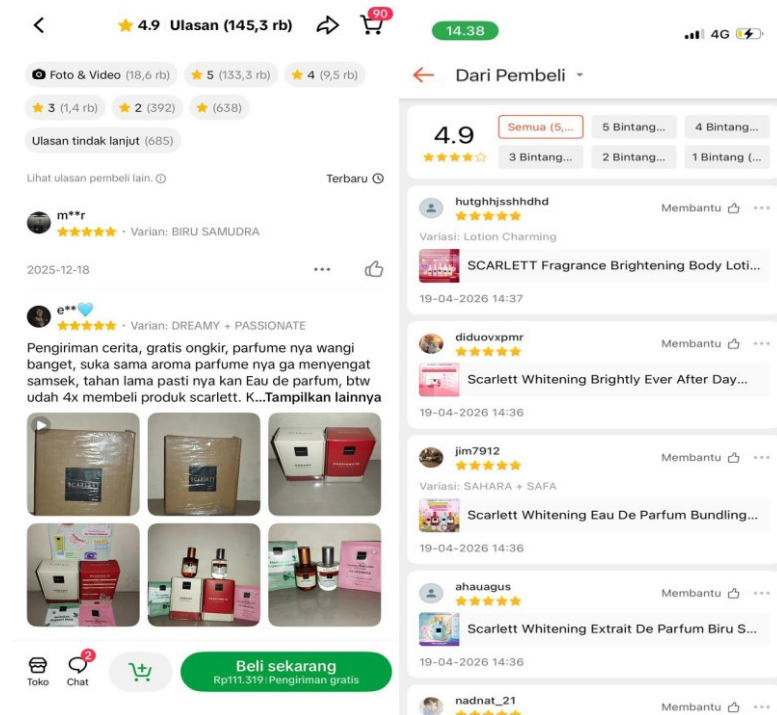 4.9 Ulasan (145,3 rb)
90
Foto & Video (18,6 rb)
5 (133,3 rb)
4 (9,5 rb)
3 (1,4 rb)
2 (392)
(638)
Ulasan tindak lanjut (685)
Lihat ulasan pembeli lain.
Terbaru
m**r
• Varian: BIRU SAMUDRA
2025-12-18
e**🩵
• Varian: DREAMY + PASSIONATE
Pengiriman cerita, gratis ongkir, parfume nya wangi
banget, suka sama aroma parfume nya ga menyengat
samsek, tahan lama pasti nya kan Eau de parfum, btw
udah 4x membeli produk scarlett. K...Tampilkan lainnya
SCARLETT
SCARLETT
Toko
2
Chat
Beli sekarang
Rp111.319 | Pengiriman gratis
14.38
4G
Dari Pembeli
4.9
Semua (5,...
5 Bintang...
4 Bintang...
3 Bintang...
2 Bintang...
1 Bintang (...
hutghhjsshhdhd
Membantu
Variasi: Lotion Charming
SCARLETT Fragrance Brightening Body Loti...
19-04-2026 14:37
diduovxpmr
Membantu
Scarlett Whitening Brightly Ever After Day...
19-04-2026 14:36
jim7912
Membantu
Variasi: SAHARA + SAFA
Scarlett Whitening Eau De Parfum Bundling...
19-04-2026 14:36
ahauagus
Membantu
Scarlett Whitening Extrait De Parfum Biru S...
19-04-2026 14:36
nadnat_21
Membantu